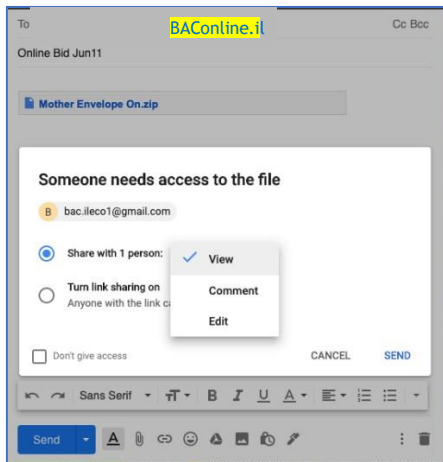 To BAConline.il Cc Bcc
Online Bid Jun11
Mother Envelope On.zip
Someone needs access to the file
B bac.ileco1@gmail.com
Share with 1 person:
View
Turn link sharing on
Comment
Anyone with the link ca
Edit
Don't give access
CANCEL SEND
Sans Serif
B I U A
Send A